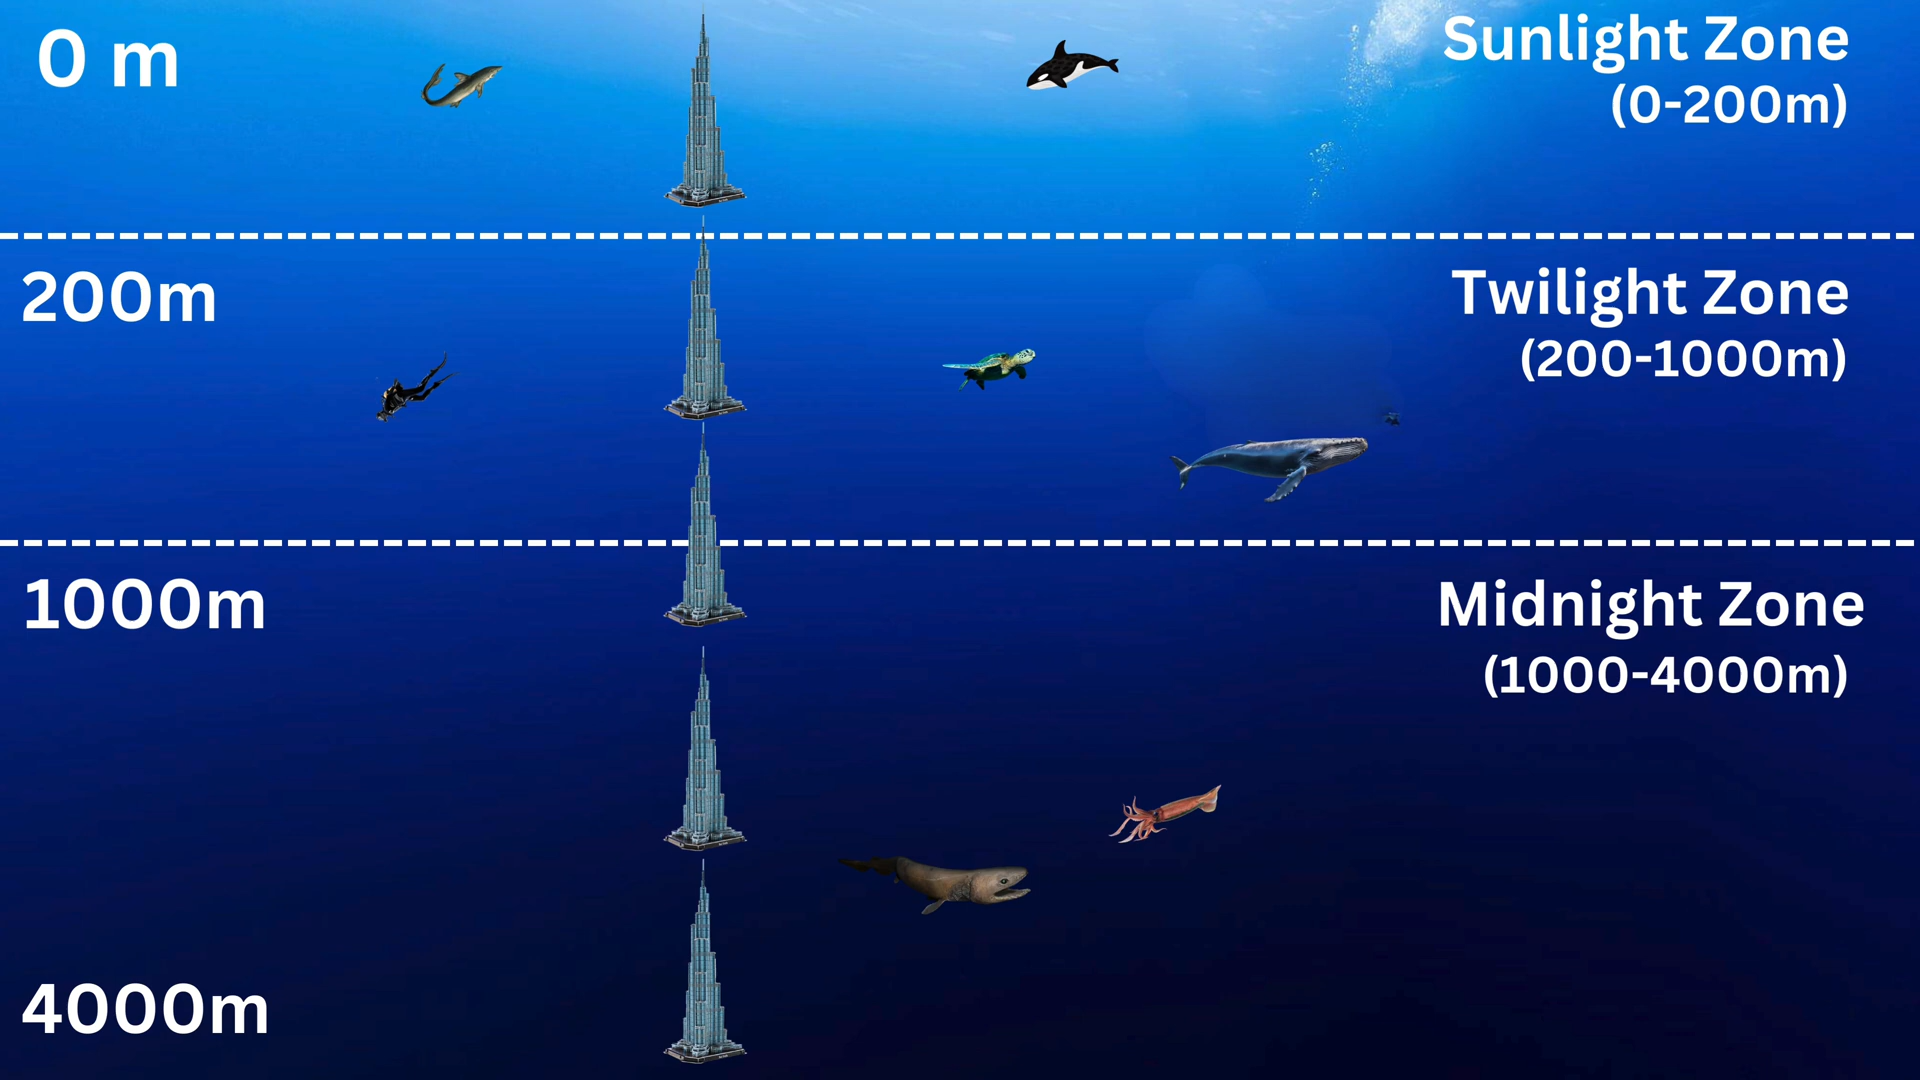 0 m
Sunlight Zone
(0-200m)
200m
Twilight Zone
(200-1000m)
1000m
Midnight Zone
(1000-4000m)
4000m